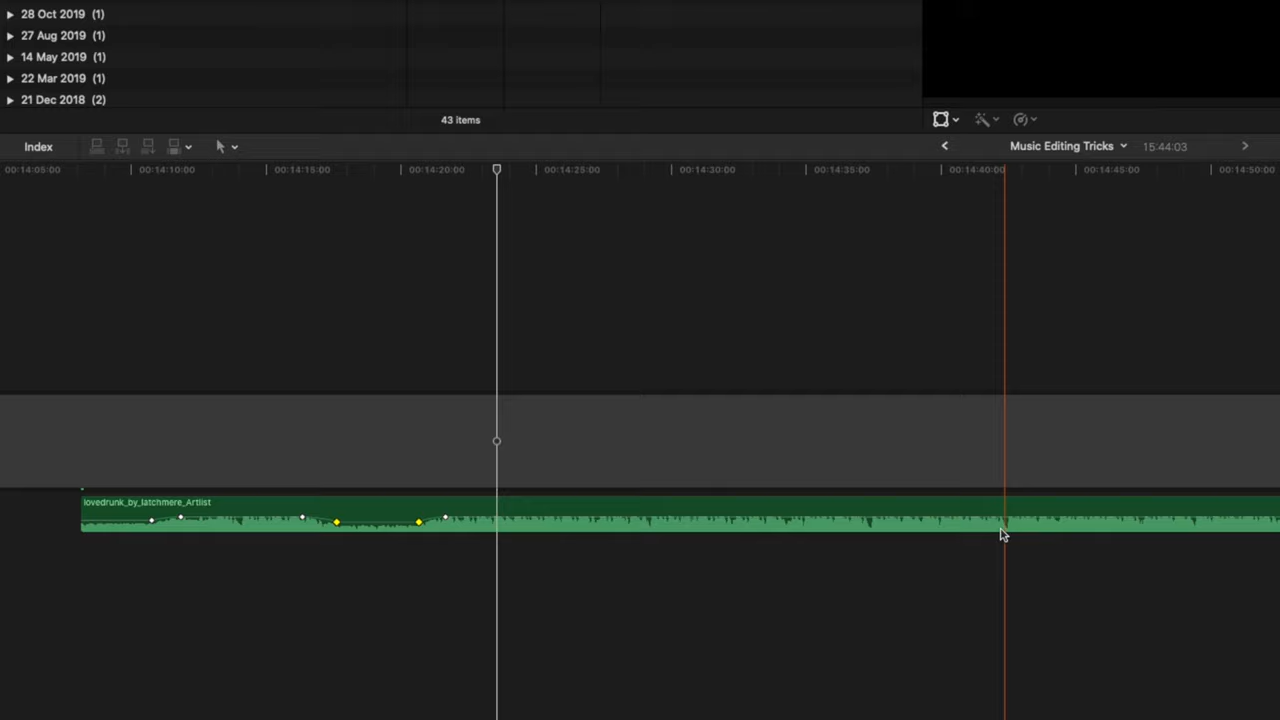 28 Oct 2019 (1)
27 Aug 2019 (1)
14 May 2019 (1)
22 Mar 2019 (1)
21 Dec 2018 (2)
43 items
Index
Music Editing Tricks
15:44:03
00:14:05:00
00:14:10:00
00:14:15:00
00:14:20:00
00:14:25:00
00:14:30:00
00:14:35:00
00:14:40:00
00:14:45:00
00:14:50:00
lovedrunk_by_latchmere_Artlist